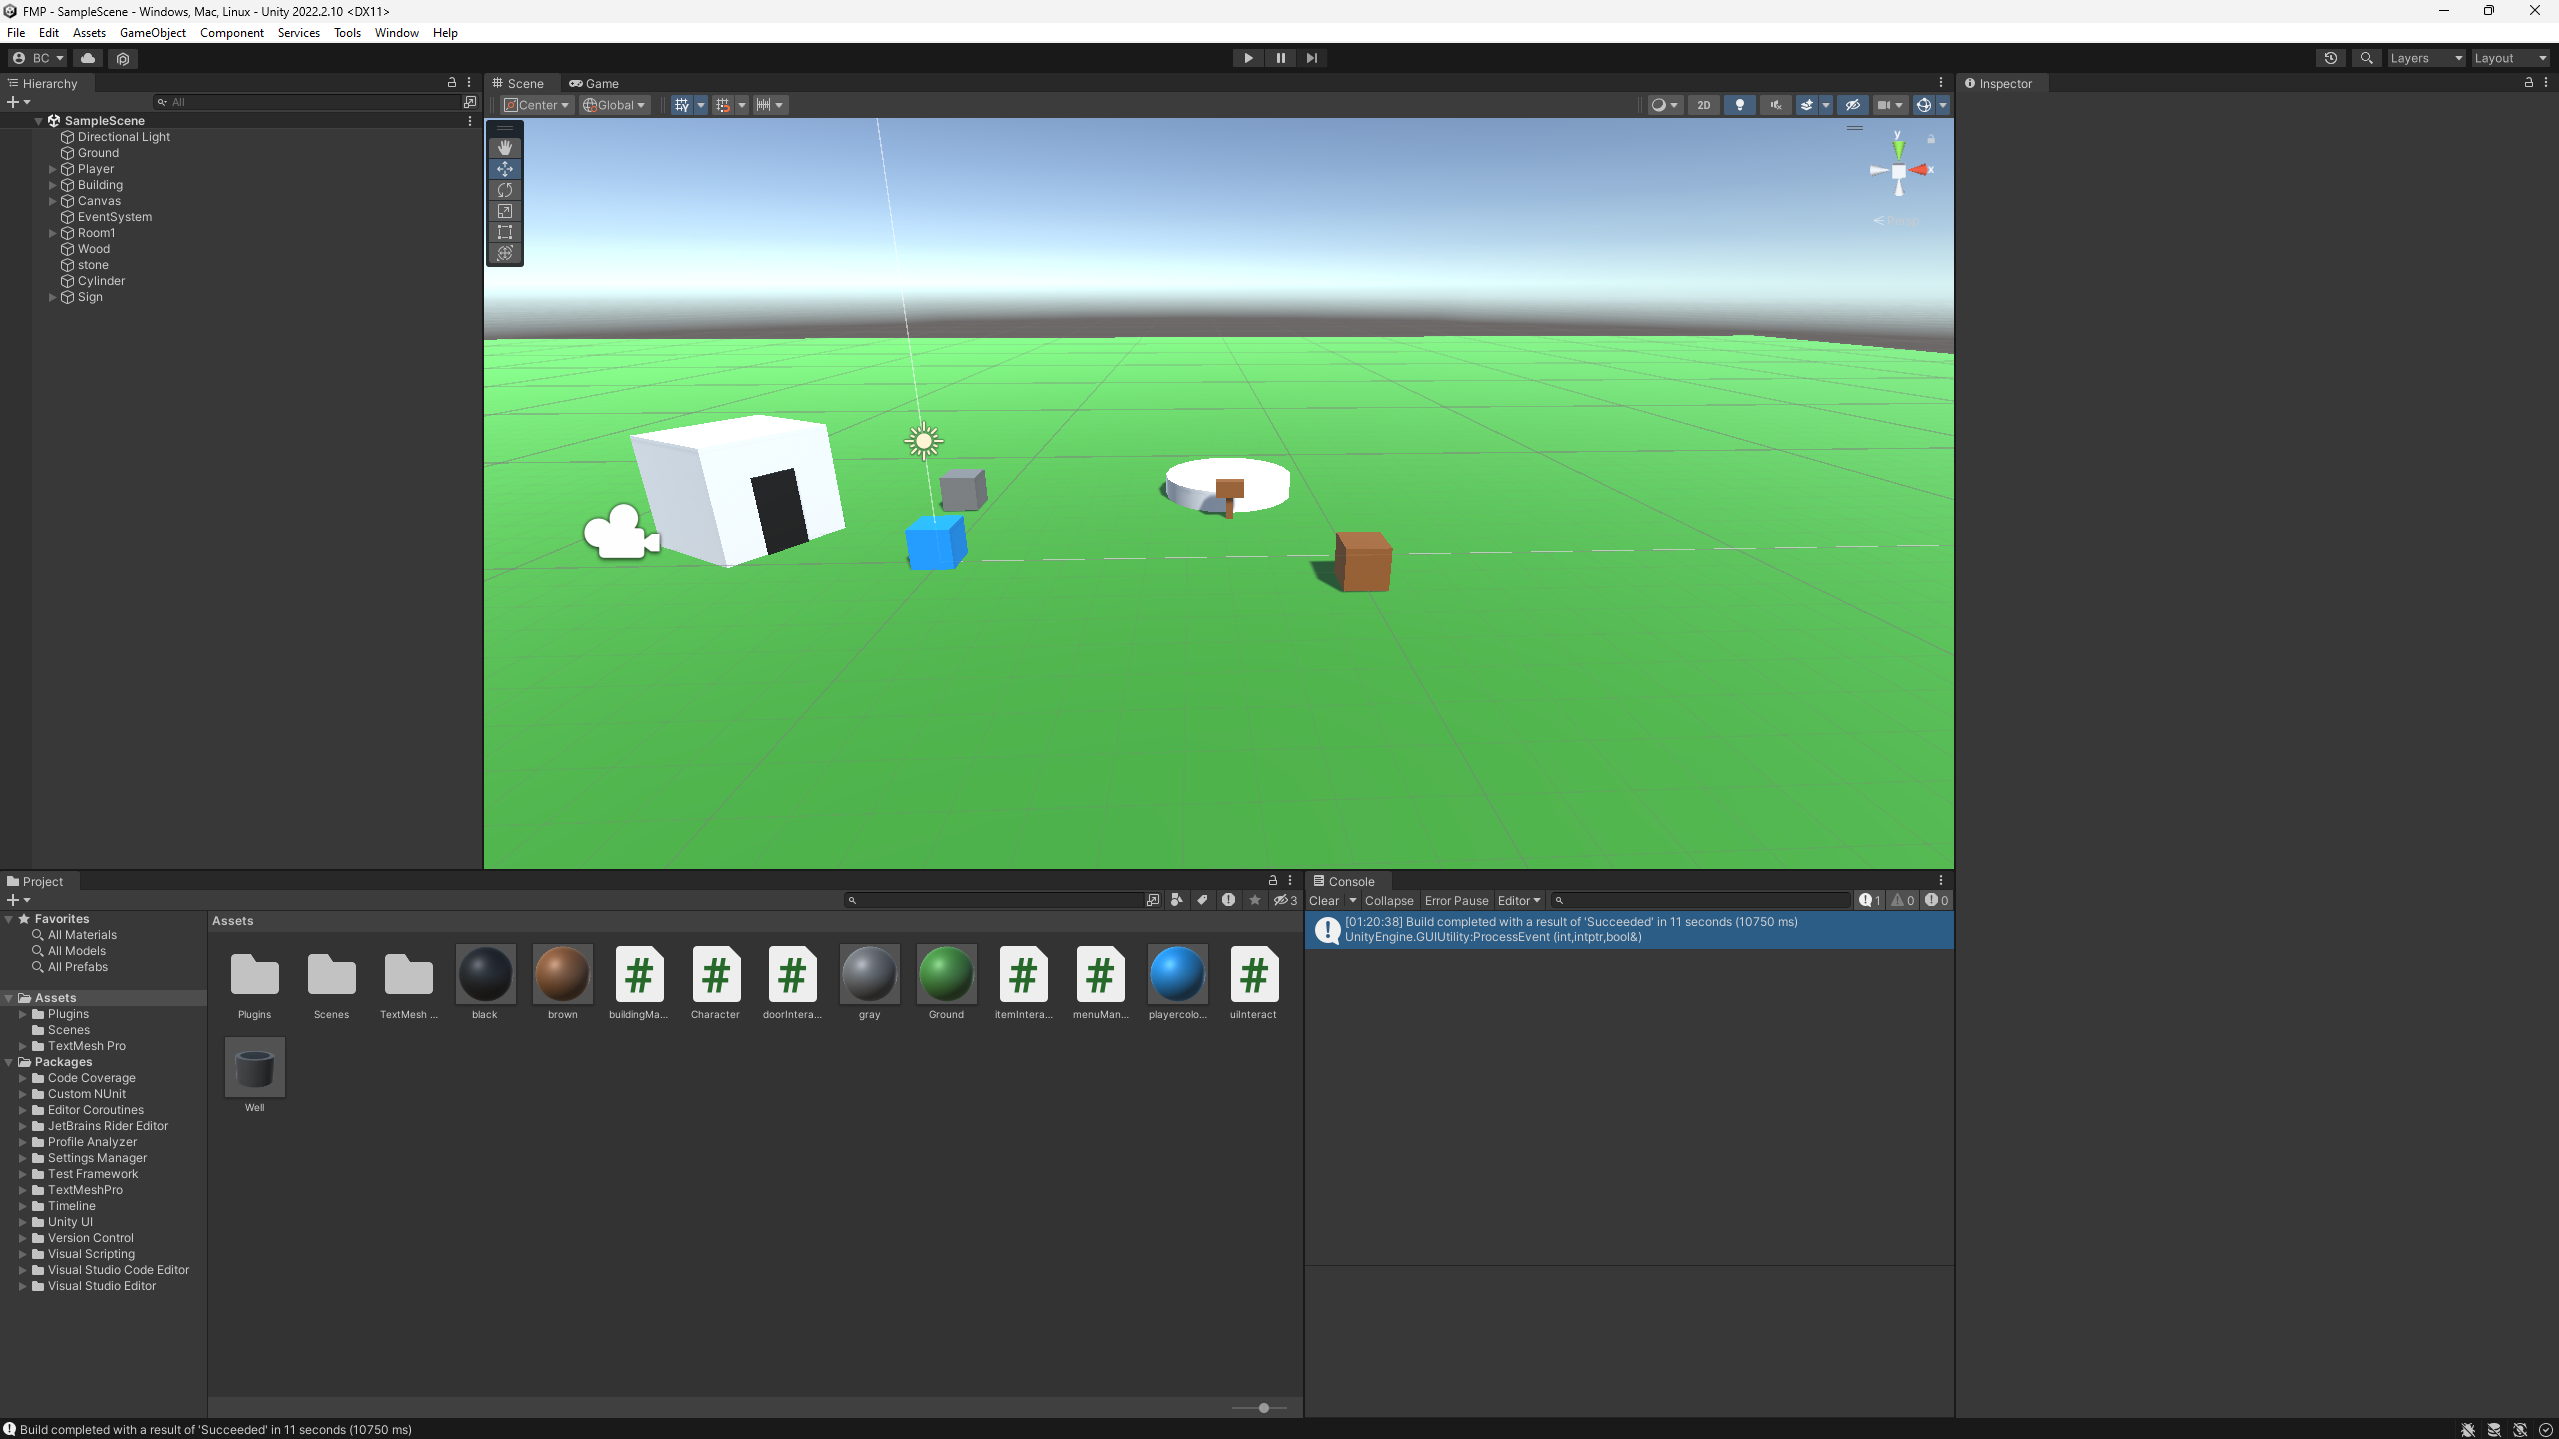 FMP - SampleScene - Windows, Mac, Linux - Unity 2022.2.10 <DX11>
File Edit Assets GameObject Component Services Tools Window Help
BC
Layers
Layout
Hierarchy
Scene
Game
Inspector
All
Center
Global
2D
SampleScene
Directional Light
Ground
Player
Building
Canvas
EventSystem
Room1
Wood
stone
Cylinder
Sign
y
x
Persp
Project
3
Favorites
All Materials
All Models
All Prefabs
Assets
Plugins
Scenes
TextMesh Pro
Packages
Code Coverage
Custom NUnit
Editor Coroutines
JetBrains Rider Editor
Profile Analyzer
Settings Manager
Test Framework
TextMeshPro
Timeline
Unity UI
Version Control
Visual Scripting
Visual Studio Code Editor
Visual Studio Editor
Assets
Plugins
Scenes
TextMesh ...
black
brown
buildingMa...
Character
doorIntera...
gray
Ground
itemIntera...
menuMan...
playercolo...
uiInteract
Well
Console
Clear
Collapse
Error Pause
Editor
1
0
0
[01:20:38] Build completed with a result of 'Succeeded' in 11 seconds (10750 ms)
UnityEngine.GUIUtility:ProcessEvent (int,intptr,bool&)
Build completed with a result of 'Succeeded' in 11 seconds (10750 ms)